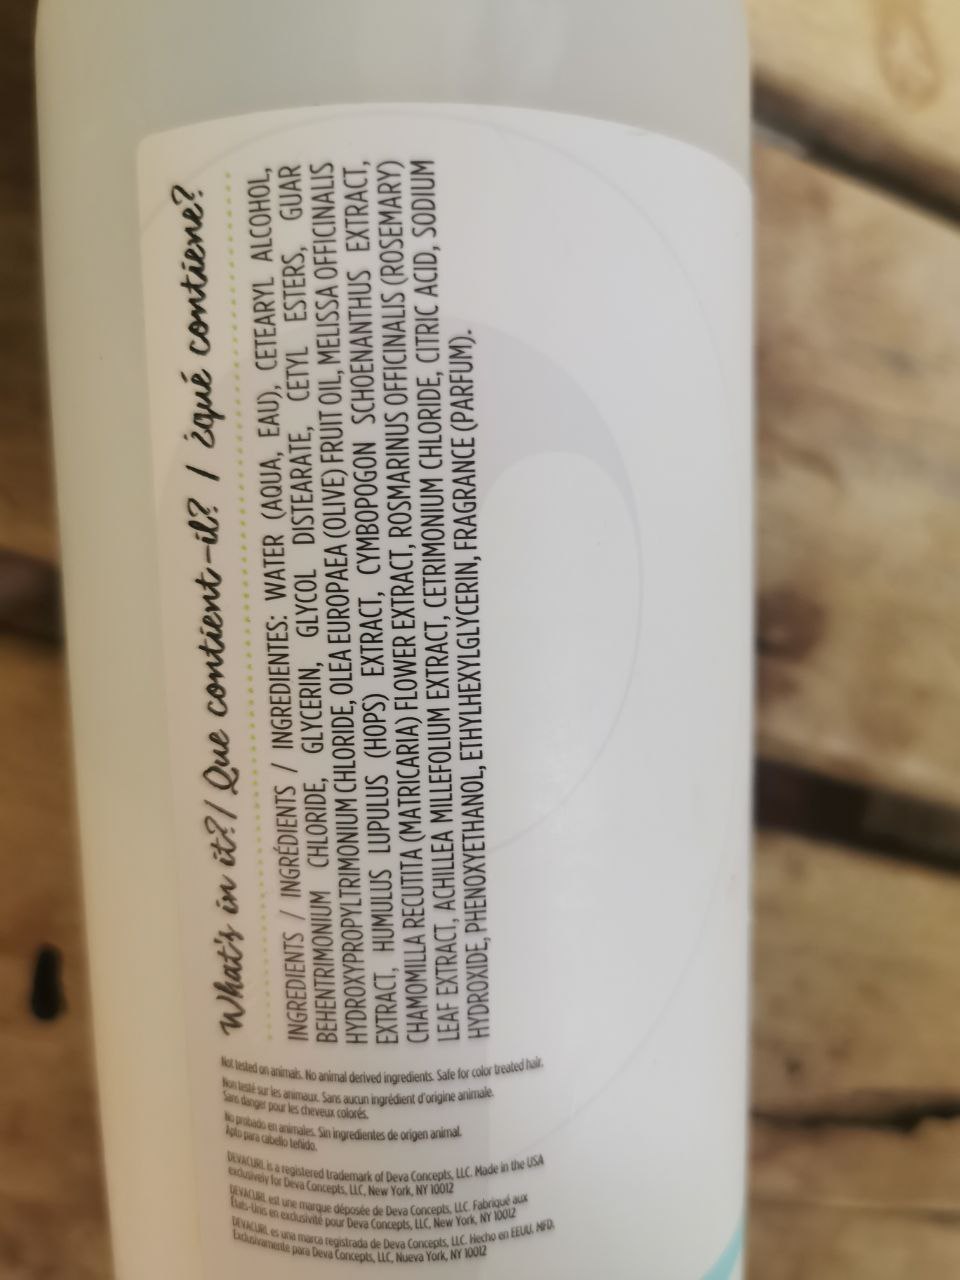 What's in it? / Que contient-il? / ¿qué contiene?
INGREDIENTS / INGRÉDIENTS / INGREDIENTES: WATER (AQUA, EAU), CETEARYL ALCOHOL,
BEHENTRIMONIUM CHLORIDE, GLYCERIN, GLYCOL DISTEARATE, CETYL ESTERS, GUAR
HYDROXYPROPYLTRIMONIUM CHLORIDE, OLEA EUROPAEA (OLIVE) FRUIT OIL, MELISSA OFFICINALIS
EXTRACT, HUMULUS LUPULUS (HOPS) EXTRACT, CYMBOPOGON SCHOENANTHUS EXTRACT,
CHAMOMILLA RECUTITA (MATRICARIA) FLOWER EXTRACT, ROSMARINUS OFFICINALIS (ROSEMARY)
LEAF EXTRACT, ACHILLEA MILLEFOLIUM EXTRACT, CETRIMONIUM CHLORIDE, CITRIC ACID, SODIUM
HYDROXIDE, PHENOXYETHANOL, ETHYLHEXYLGLYCERIN, FRAGRANCE (PARFUM).
Not tested on animals. No animal derived ingredients. Safe for color treated hair.
Non testé sur les animaux. Sans aucun ingrédient d'origine animale.
Sans danger pour les cheveux colorés.
No probado en animales. Sin ingredientes de origen animal.
Apto para cabello teñido.
DEVACURL is a registered trademark of Deva Concepts, LLC. Made in the USA
exclusively for Deva Concepts, LLC, New York, NY 10012
DEVACURL est une marque déposée de Deva Concepts, LLC. Fabriqué aux
États-Unis en exclusivité pour Deva Concepts, LLC, New York, NY 10012
DEVACURL es una marca registrada de Deva Concepts, LLC. Hecho en EEUU. MFD.
Exclusivamente para Deva Concepts, LLC, Nueva York, NY 10012